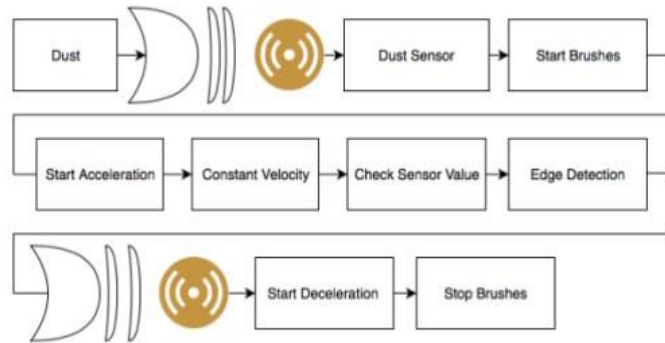 Dust
Dust Sensor
Start Brushes
Start Acceleration
Constant Velocity
Check Sensor Value
Edge Detection
Start Deceleration
Stop Brushes